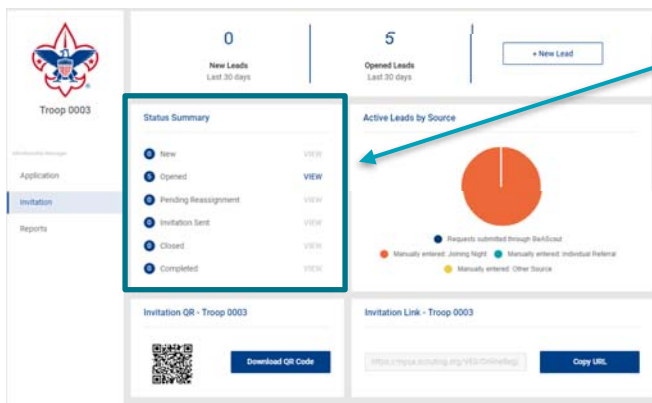 Troop 0003
Membership Manager
Application
Invitation
Reports
0
New Leads
Last 30 days
5
Opened Leads
Last 30 days
+ New Lead
Status Summary
0 New VIEW
5 Opened VIEW
0 Pending Reassignment VIEW
0 Invitation Sent VIEW
0 Closed VIEW
0 Completed VIEW
Active Leads by Source
Requests submitted through BeAScout
Manually entered: Joining Night Manually entered: Individual Referral
Manually entered: Other Source
Invitation QR - Troop 0003
Download QR Code
Invitation Link - Troop 0003
Copy URL